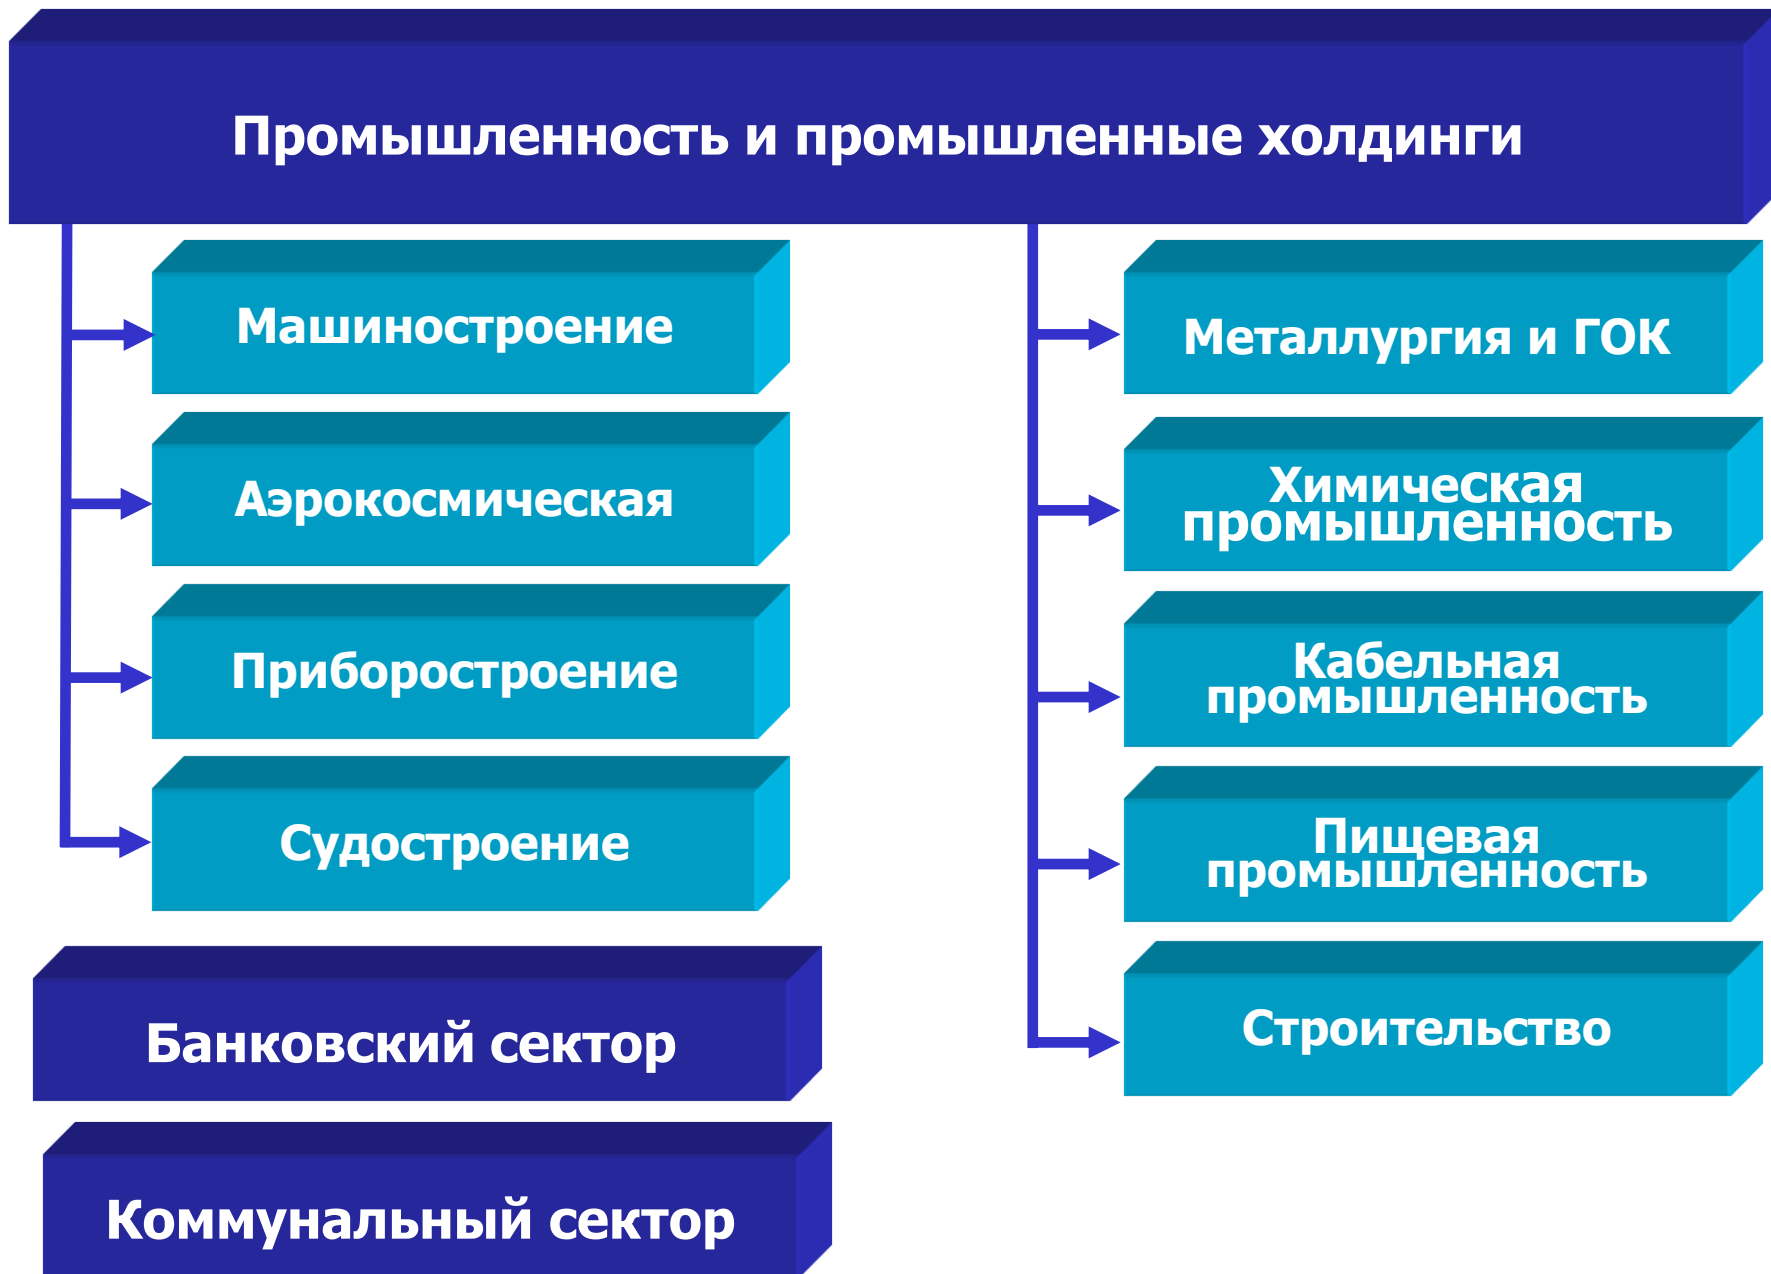 Промышленность и промышленные холдинги
Машиностроение
Аэрокосмическая
Приборостроение
Судостроение
Банковский сектор
Коммунальный сектор
Металлургия и ГОК
Химическая
промышленность
Кабельная
промышленность
Пищевая
промышленность
Строительство